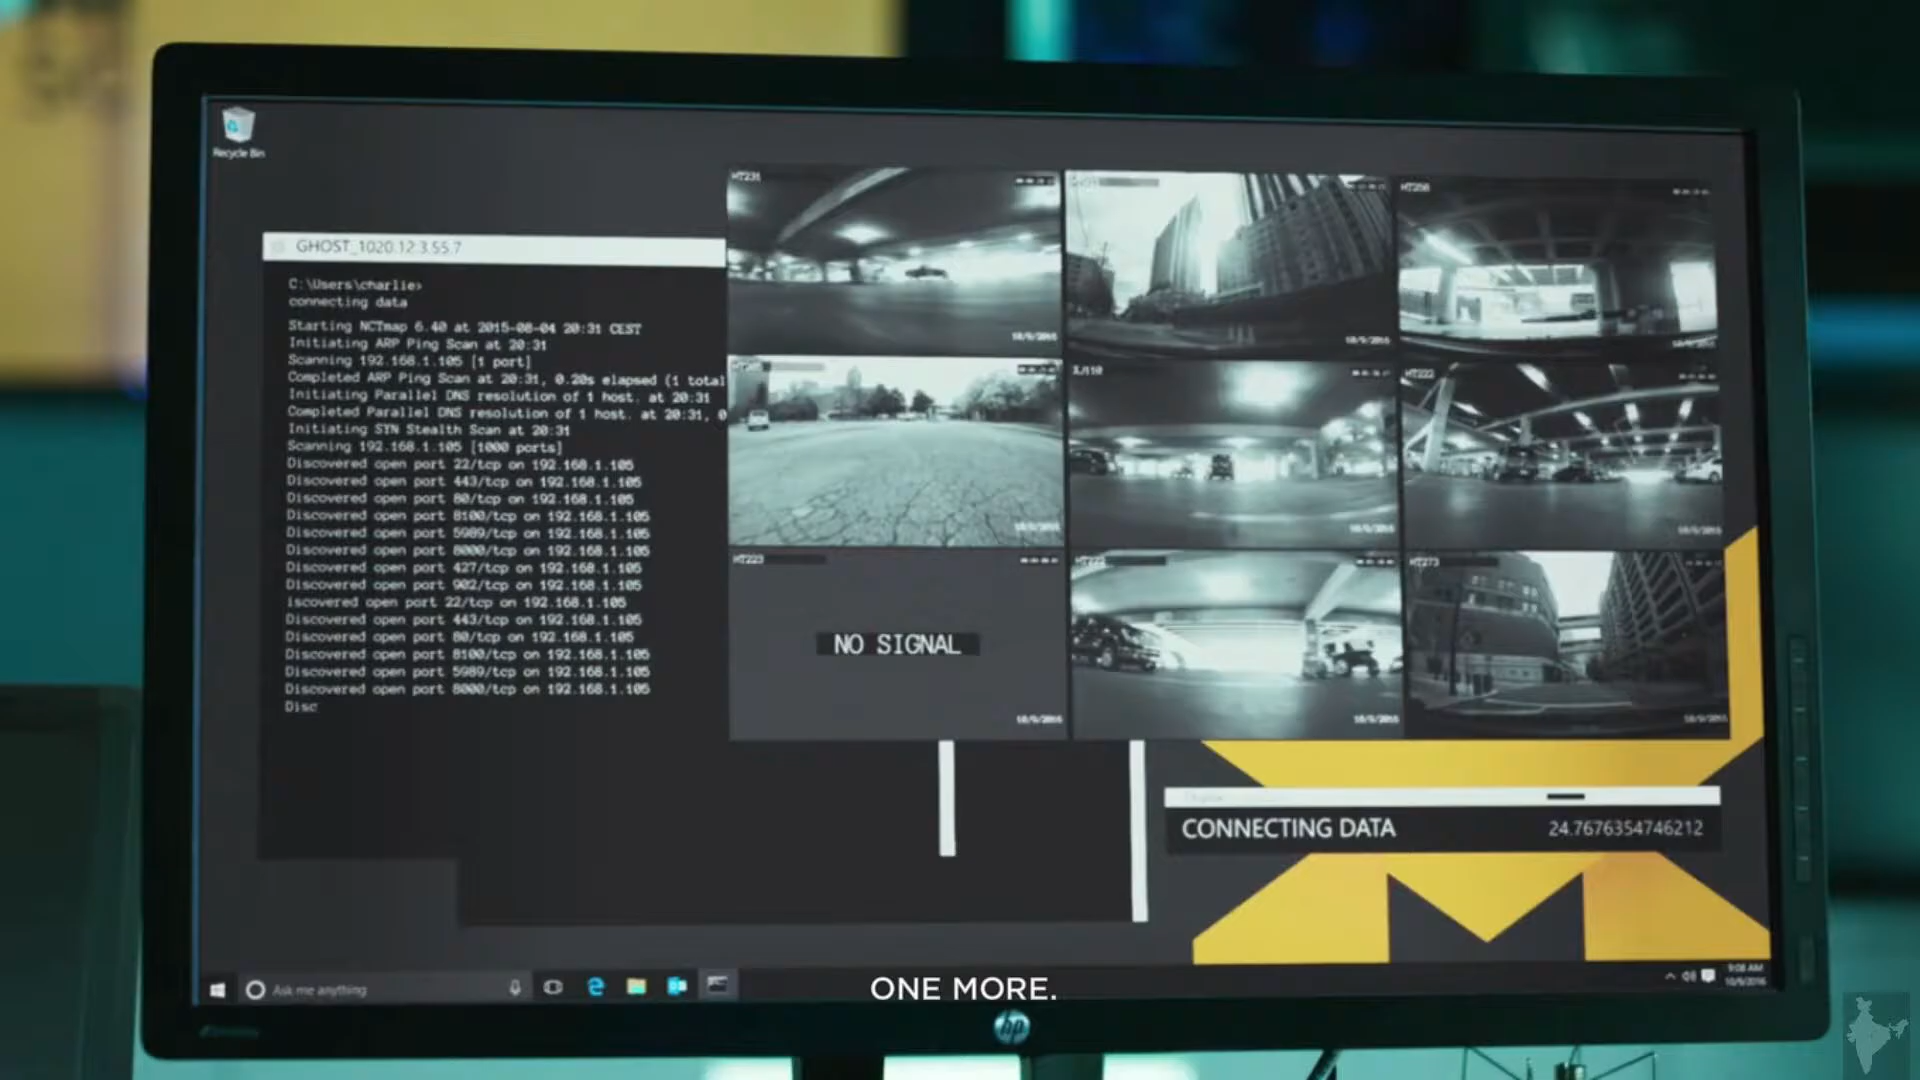 Recycle Bin
GHOST_1020.12.3.55.7
C:\Users\charlie>
connecting data
Starting NCTmap 6.40 at 2015-08-04 20:31 CEST
Initiating ARP Ping Scan at 20:31
Scanning 192.168.1.105 [1 port]
Completed ARP Ping Scan at 20:31, 0.20s elapsed (1 total
Initiating Parallel DNS resolution of 1 host. at 20:31
Completed Parallel DNS resolution of 1 host. at 20:31, 0
Initiating SYN Stealth Scan at 20:31
Scanning 192.168.1.105 [1000 ports]
Discovered open port 22/tcp on 192.168.1.105
Discovered open port 443/tcp on 192.168.1.105
Discovered open port 80/tcp on 192.168.1.105
Discovered open port 8100/tcp on 192.168.1.105
Discovered open port 5989/tcp on 192.168.1.105
Discovered open port 8000/tcp on 192.168.1.105
Discovered open port 427/tcp on 192.168.1.105
Discovered open port 902/tcp on 192.168.1.105
iscovered open port 22/tcp on 192.168.1.105
Discovered open port 443/tcp on 192.168.1.105
Discovered open port 80/tcp on 192.168.1.105
Discovered open port 8100/tcp on 192.168.1.105
Discovered open port 5989/tcp on 192.168.1.105
Discovered open port 8000/tcp on 192.168.1.105
Disc
HT231
HT222
HT223
NO SIGNAL
HT273
CONNECTING DATA
24.7676354746212
Ask me anything
9:08 AM
10/9/2016
ONE MORE.
hp